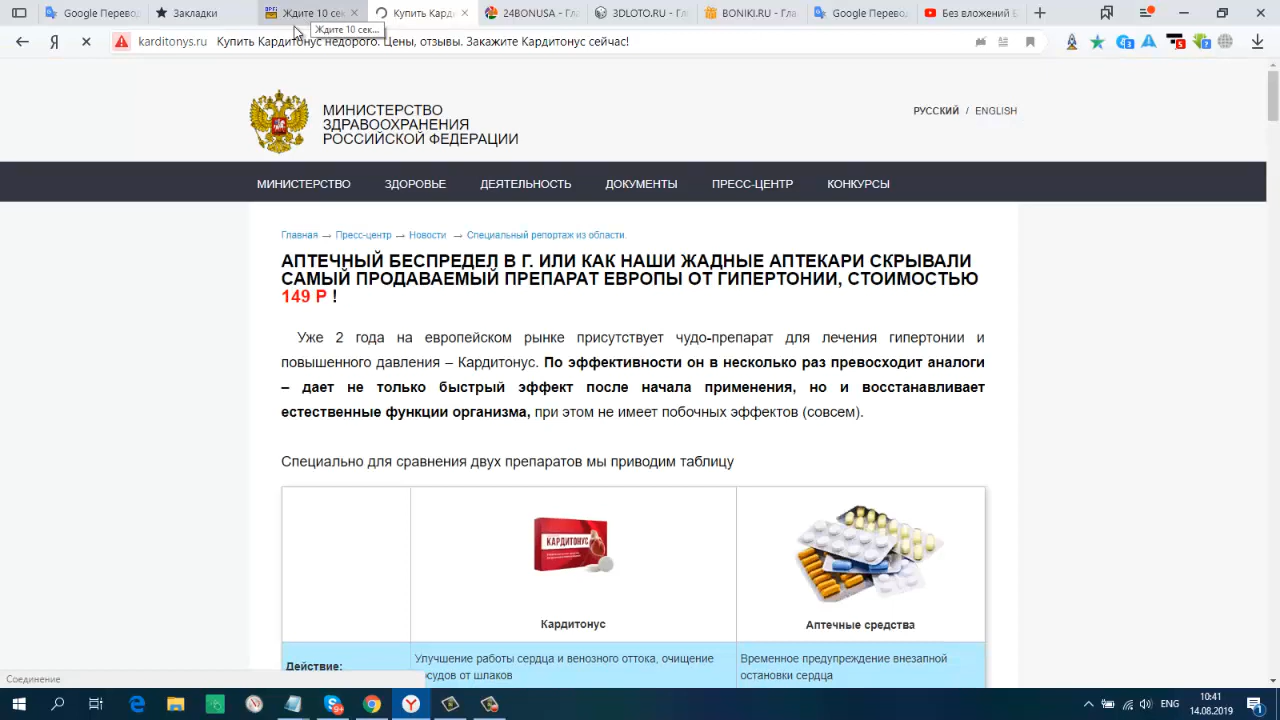 Google Перево
Закладки
Ждите 10 сек
Купить Кард
24BONUSA - Гла
3DLOTO.RU - Гл
BONIKI.RU - Глав
Google Перево
Без вложений Б
Ждите 10 сек...
karditonys.ru Купить Кардитонус недорого. Цены, отзывы. Закажите Кардитонус сейчас!
МИНИСТЕРСТВО
ЗДРАВООХРАНЕНИЯ
РОССИЙСКОЙ ФЕДЕРАЦИИ
РУССКИЙ / ENGLISH
МИНИСТЕРСТВО ЗДОРОВЬЕ ДЕЯТЕЛЬНОСТЬ ДОКУМЕНТЫ ПРЕСС-ЦЕНТР КОНКУРСЫ
Главная → Пресс-центр → Новости → Специальный репортаж из области.
АПТЕЧНЫЙ БЕСПРЕДЕЛ В Г. ИЛИ КАК НАШИ ЖАДНЫЕ АПТЕКАРИ СКРЫВАЛИ
САМЫЙ ПРОДАВАЕМЫЙ ПРЕПАРАТ ЕВРОПЫ ОТ ГИПЕРТОНИИ, СТОИМОСТЬЮ
149 Р !
Уже 2 года на европейском рынке присутствует чудо-препарат для лечения гипертонии и
повышенного давления – Кардитонус. По эффективности он в несколько раз превосходит аналоги
– дает не только быстрый эффект после начала применения, но и восстанавливает
естественные функции организма, при этом не имеет побочных эффектов (совсем).
Специально для сравнения двух препаратов мы приводим таблицу
КАРДИТОНУС
Кардитонус
Аптечные средства
Действие:
Улучшение работы сердца и венозного оттока, очищение
сосудов от шлаков
Временное предупреждение внезапной
остановки сердца
Соединение
ENG
10:41
14.08.2019